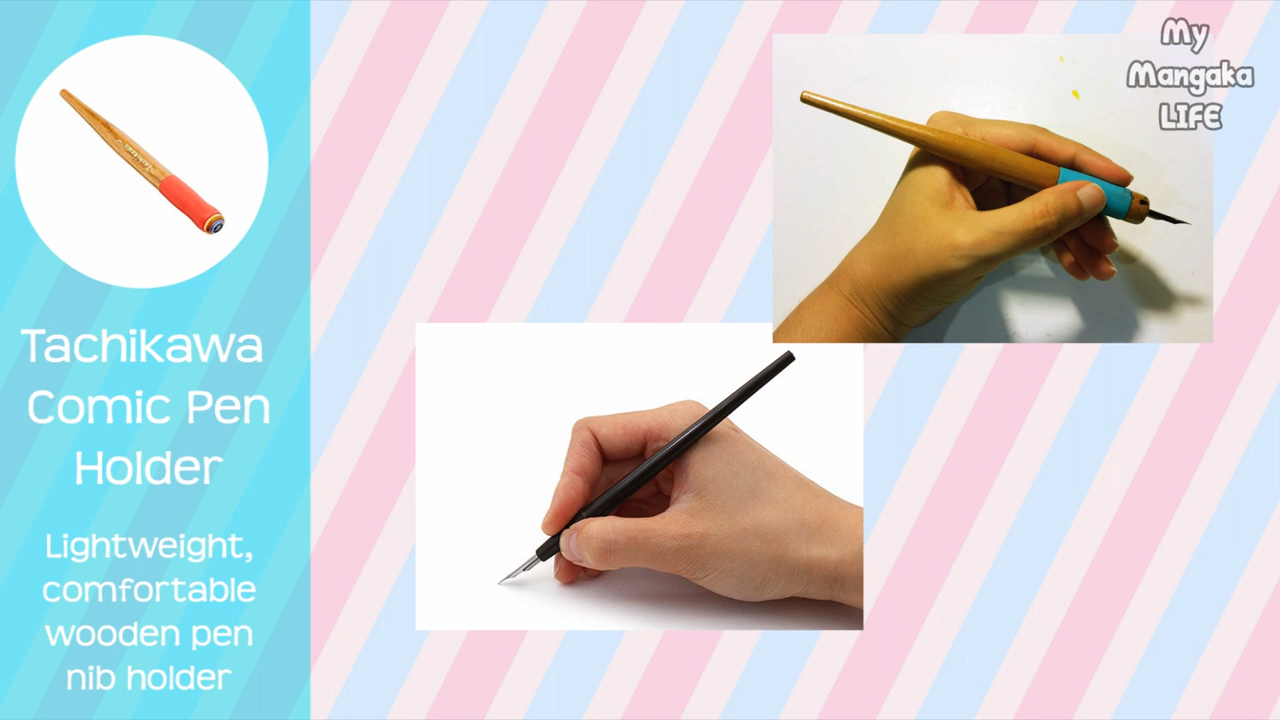 Tachikawa
Comic Pen
Holder
Lightweight,
comfortable
wooden pen
nib holder
My
Mangaka
LIFE